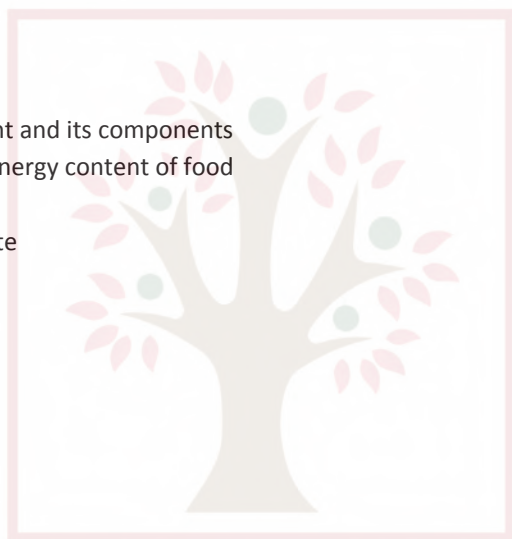 nt and its components
nergy content of food
te